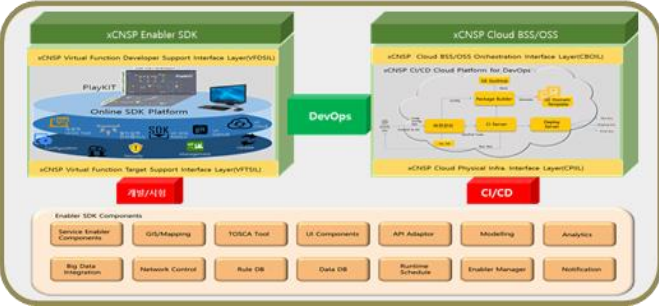 xCNSP Enabler SDK
xCNSP Virtual Function Developer Support Interface Layer(VFDSIL)
PlayKIT
Online SDK Platform
SDK
Management
xCNSP Virtual Function Target Support Interface Layer(VFTSIL)
개발/시험
DevOps
xCNSP Cloud BSS/OSS
xCNSP Cloud BSS/OSS Orchestration Interface Layer(CBOIL)
xCNSP CI/CD Cloud Platform for DevOps
Package Builder
CI Server
Deploy
Server
xCNSP Cloud Physical Infra. Interface Layer(CPIIL)
CI/CD
Enabler SDK Components
Service Enabler
Components
GIS/Mapping
TOSCA Tool
UI Components
API Adaptor
Modelling
Analytics
Big Data
Integration
Network Control
Rule DB
Data DB
Runtime
Schedule
Enabler Manager
Notification